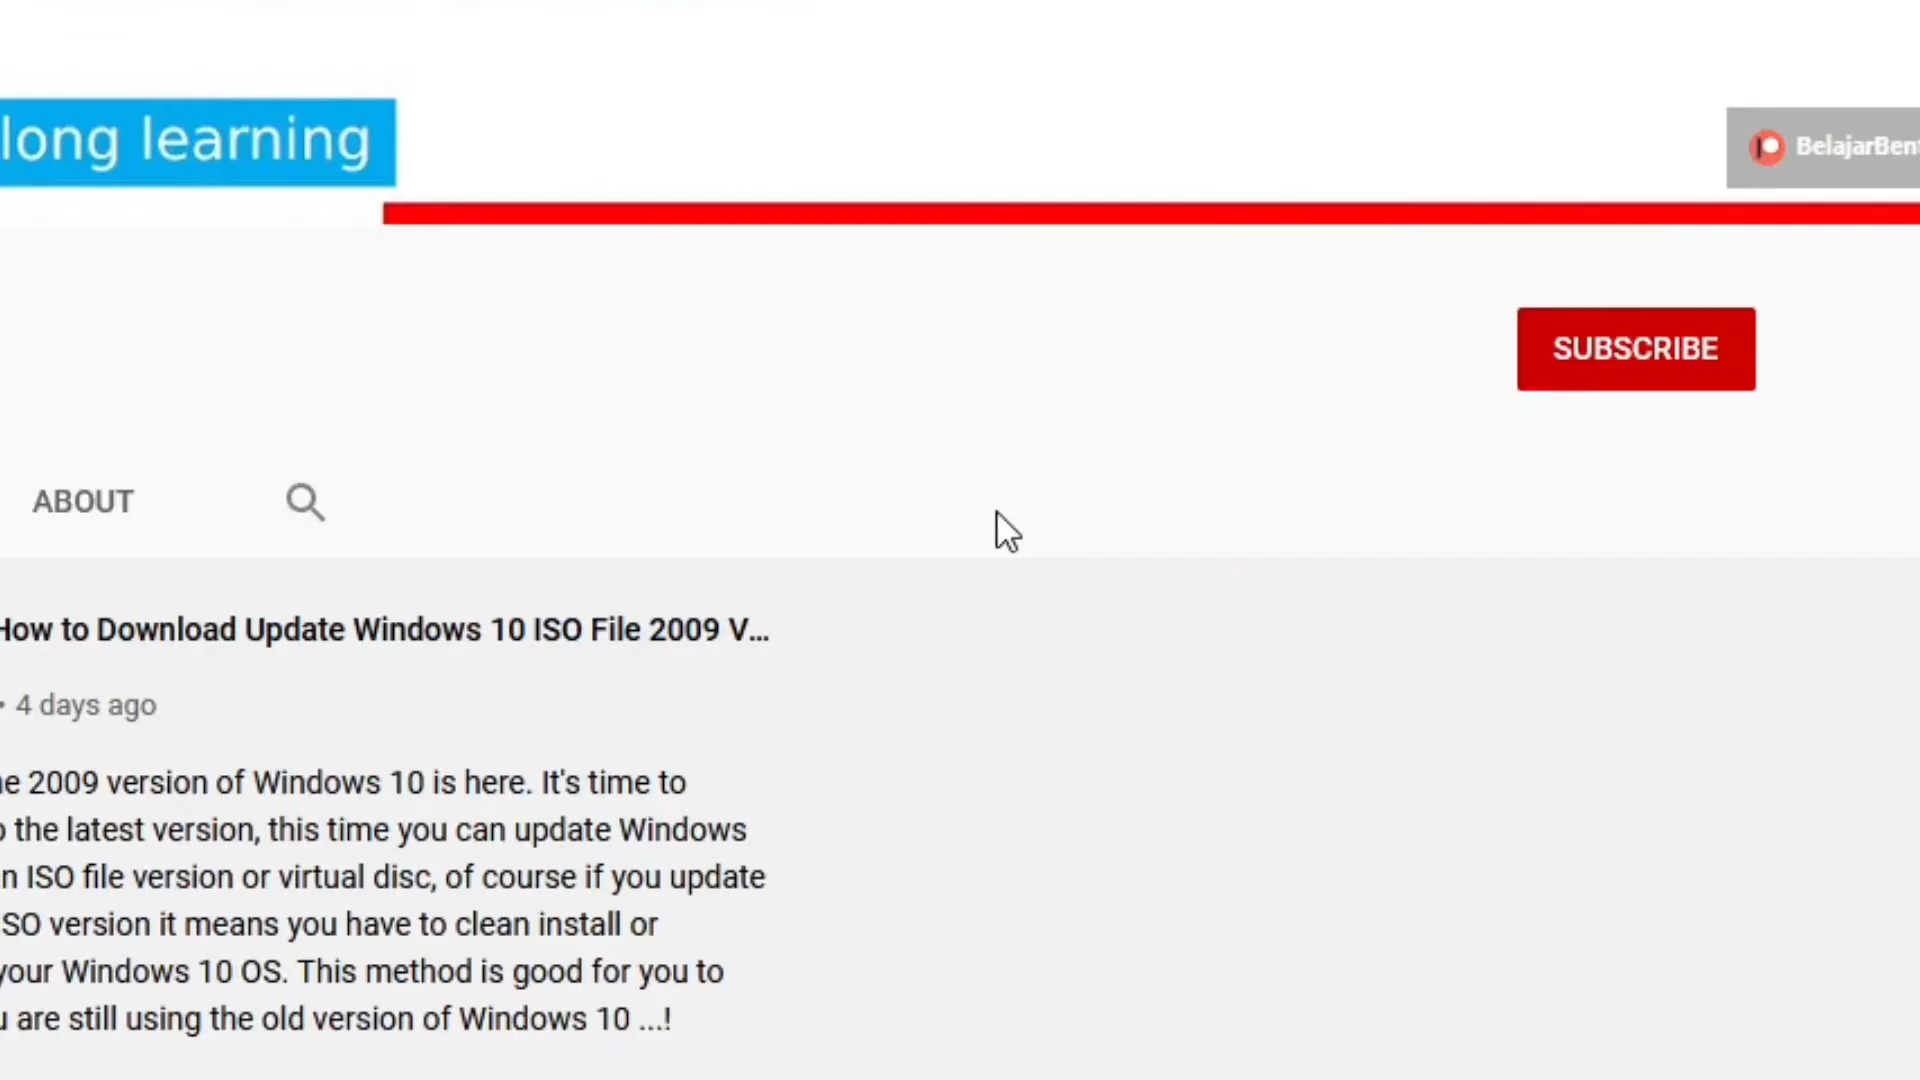 long learning
BelajarBent
SUBSCRIBE
ABOUT
How to Download Update Windows 10 ISO File 2009 V...
• 4 days ago
2009 version of Windows 10 is here. It's time to
the latest version, this time you can update Windows
ISO file version or virtual disc, of course if you update
SO version it means you have to clean install or
your Windows 10 OS. This method is good for you to
are still using the old version of Windows 10 ...!